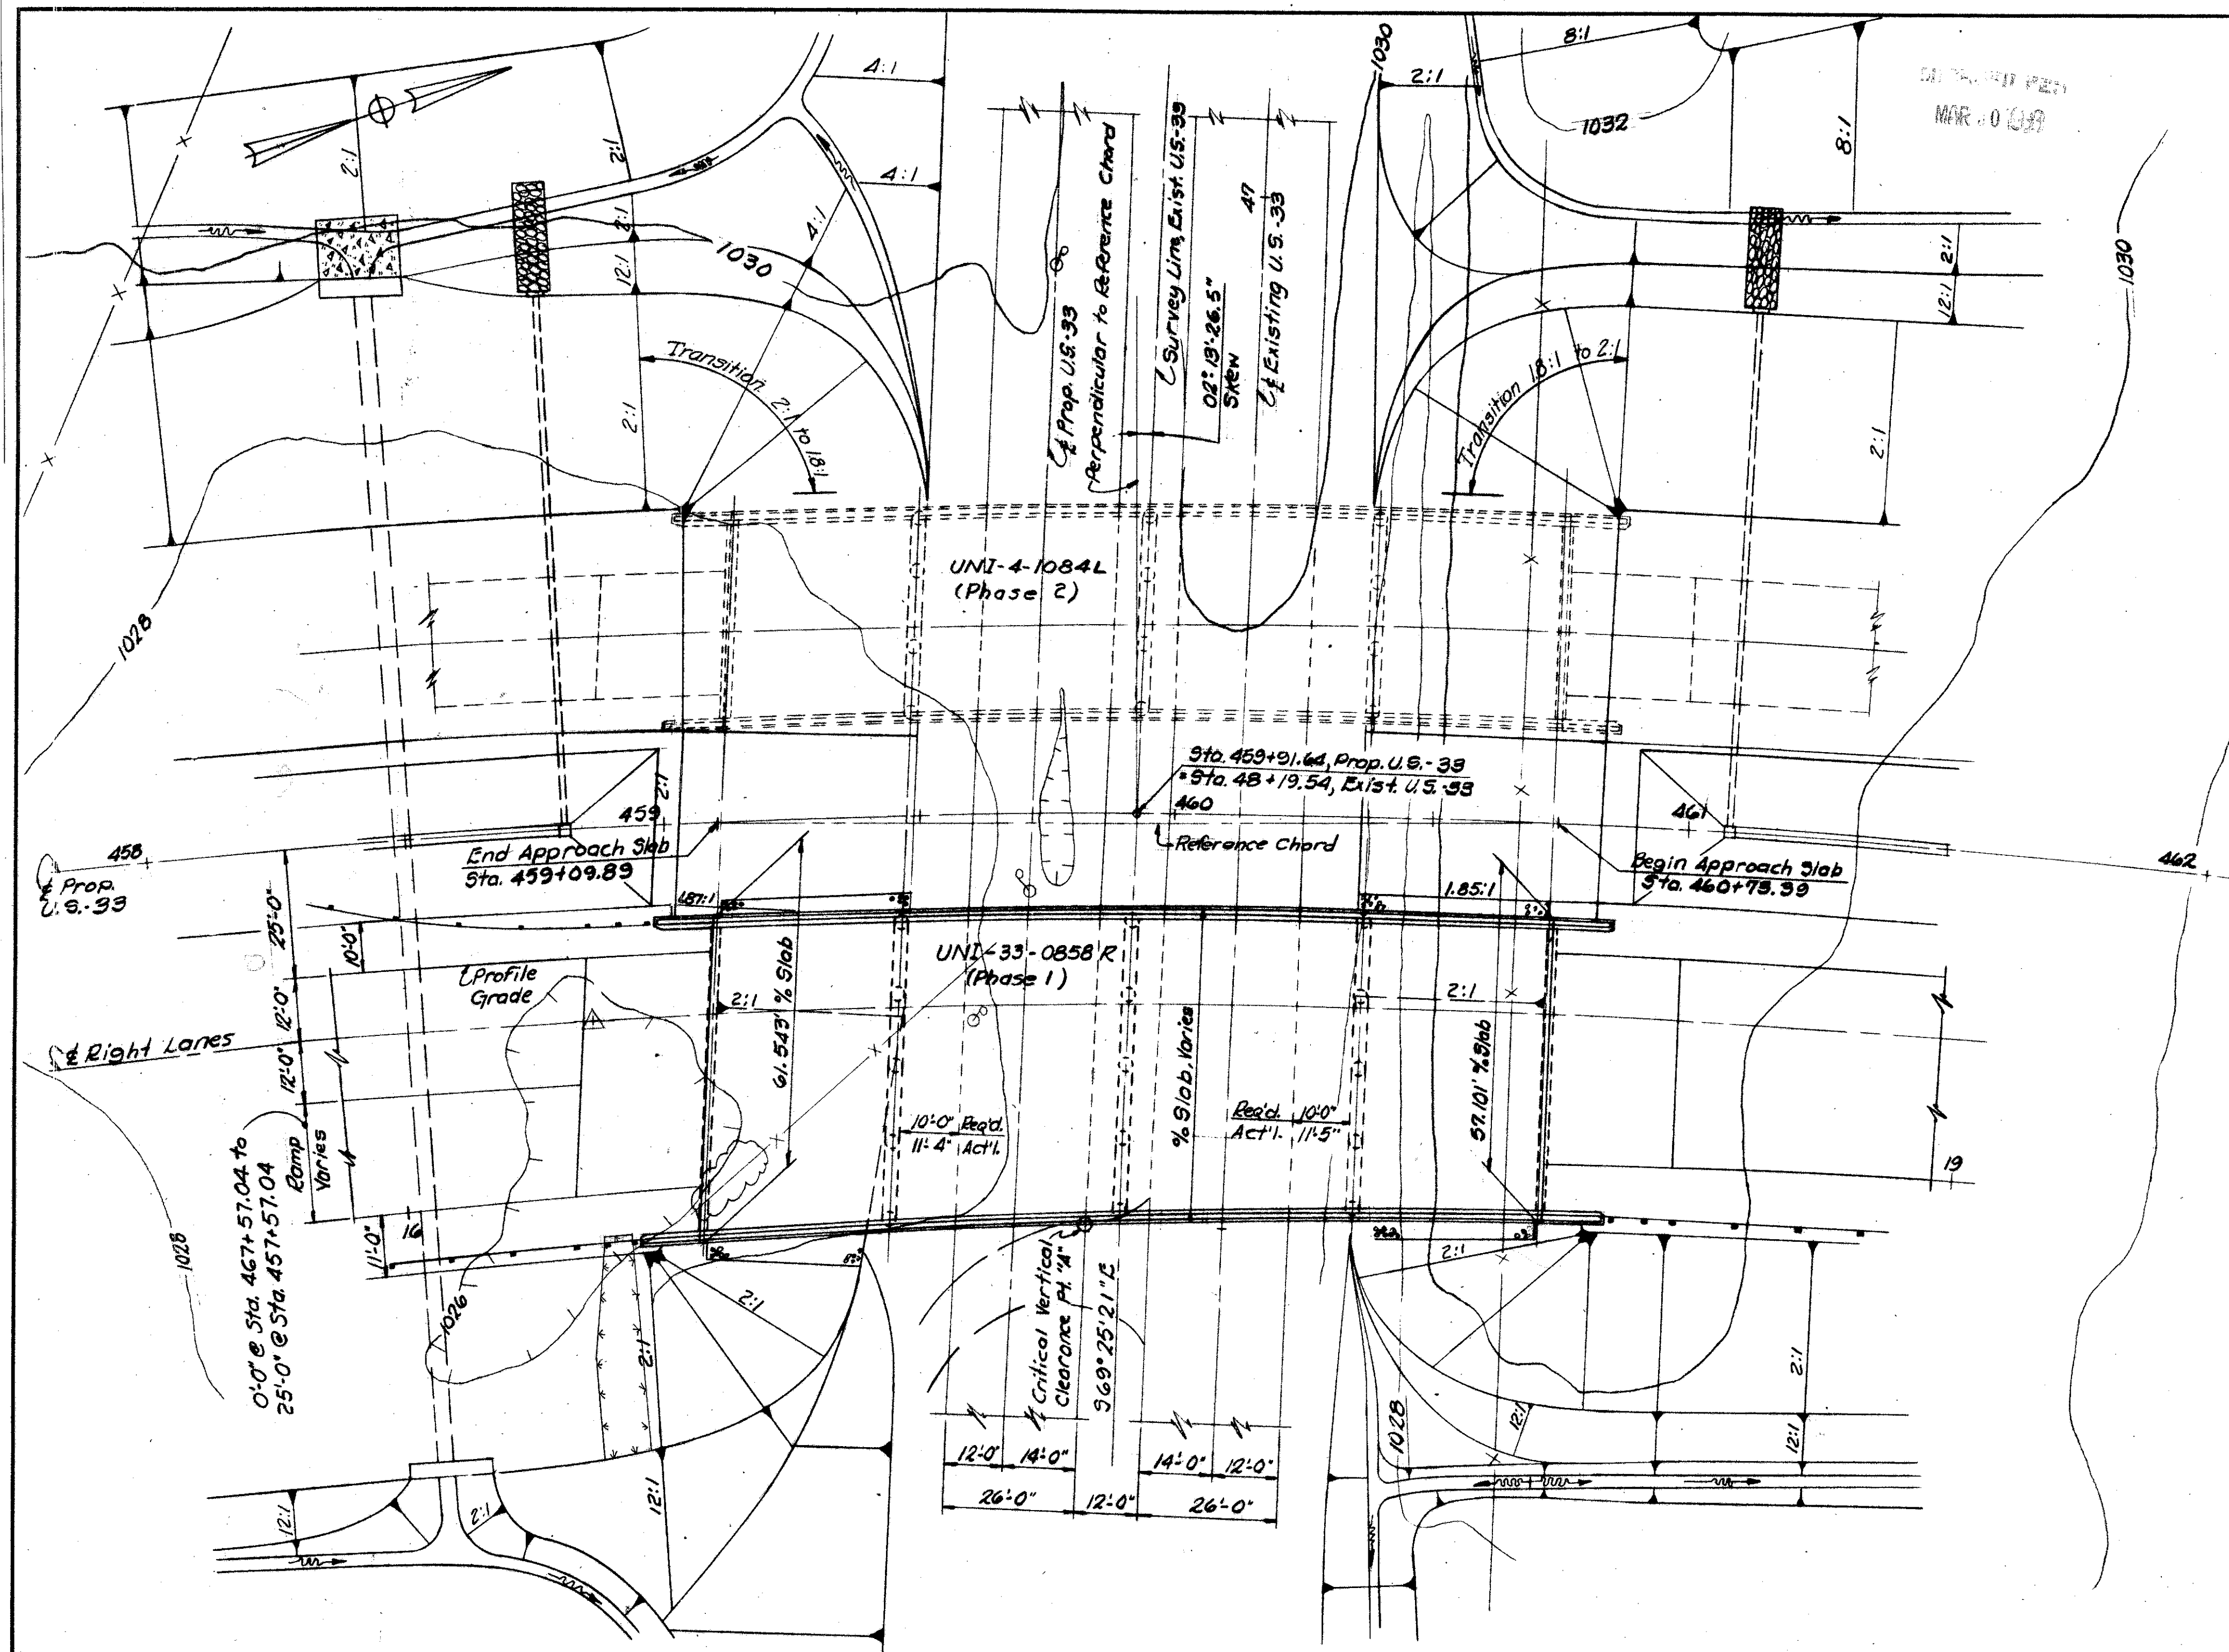 8:1
4:1
1030
2:1
1032
MAR
8:1
2:1
2:1
4:1
2:1
12:1
4:1
1030
℄ Prop. U.S.-33
Perpendicular to Reference Chord
Survey Line, Exist. U.S.-33
02°-13'-26.5"
Skew
47
℄ Existing U.S.-33
2:1
12:1
1030
Transition 2:1 to 1.8:1
Transition 1.8:1 to 2:1
2:1
2:1
UNI-4-1084L
(Phase 2)
1028
Sta. 459+91.64, Prop. U.S.-33
=Sta. 48+19.54, Exist. U.S.-33
2:1
458
459
460
461
462
Reference Chord
End Approach Slab
Sta. 459+09.89
Begin Approach Slab
Sta. 460+73.39
℄ Prop.
U.S.-33
1.87:1
1.85:1
25'-0"
10'-0"
UNI-33-0858 R
(Phase 1)
Profile
Grade
12'-0"
2:1
2:1
61.543' % Slab
% Slab, Varies
57.101' % Slab
℄ Right Lanes
12'-0"
10'-0" Req'd.
11'-4" Act'l.
Req'd. 10'-0"
Act'l. 11'-5"
Ramp
Varies
0'-0" @ Sta. 467+57.04 to
25'-0" @ Sta. 457+57.04
19
11'-0"
16
1028
1026
2:1
2:1
2:1
Critical Vertical
Clearance Pt. "A"
S69°25'21"E
2:1
1028
12:1
12:1
12'-0"
14'-0"
14'-0"
12'-0"
26'-0"
12'-0"
26'-0"
12:1
2:1
12:1